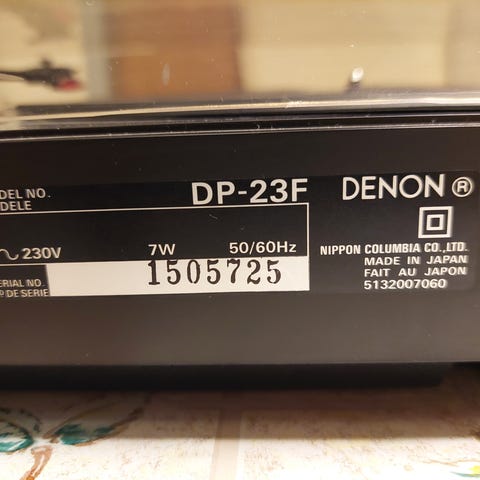 DEL NO.
DELE
DP-23F
DENON ®
∿ 230V 7W 50/60Hz
ERIAL NO.
º DE SERIE
1505725
NIPPON COLUMBIA CO.,LTD.
MADE IN JAPAN
FAIT AU JAPON
5132007060